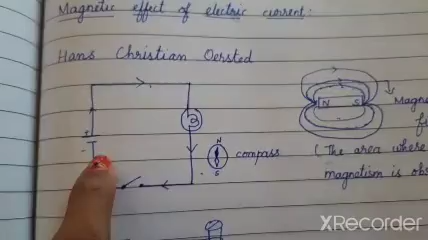 Magnetic effect of electric current:
Hans Christian Oersted
+
-
N
S
compass
N S
Magne
(The area where
magnetism is obs
XRecorder